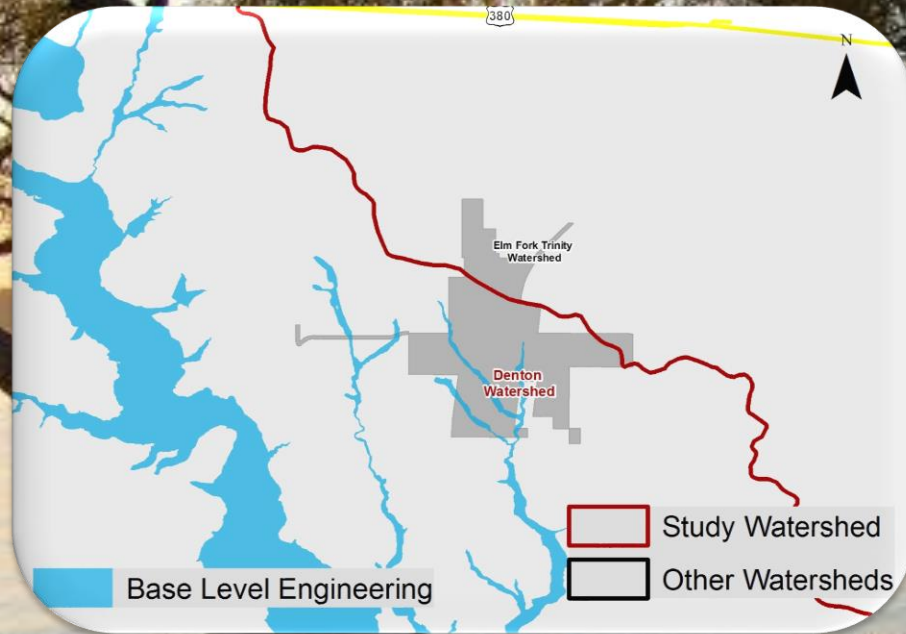 380
N
Elm Fork Trinity
Watershed
Denton
Watershed
Study Watershed
Base Level Engineering
Other Watersheds